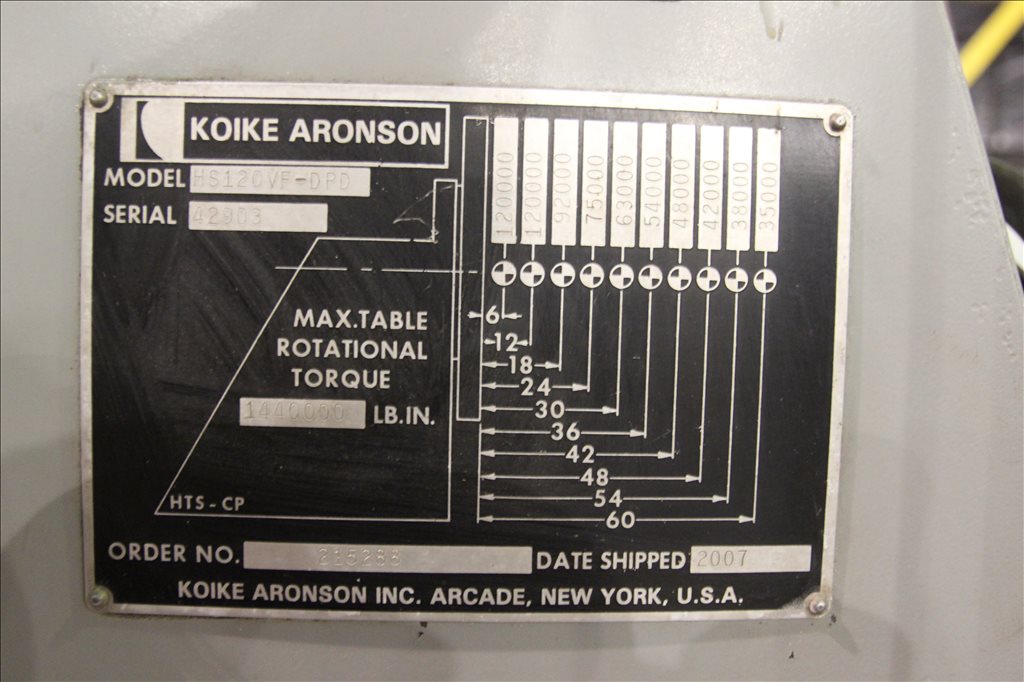 KOIKE ARONSON
MODEL HS120VF-DPD
SERIAL 42903
120000
120000
92000
75000
63000
54000
48000
42000
38000
35000
6
12
18
24
30
36
42
48
54
60
MAX.TABLE
ROTATIONAL
TORQUE
1440000 LB.IN.
HTS-CP
ORDER NO. 215288 DATE SHIPPED 2007
KOIKE ARONSON INC. ARCADE, NEW YORK, U.S.A.